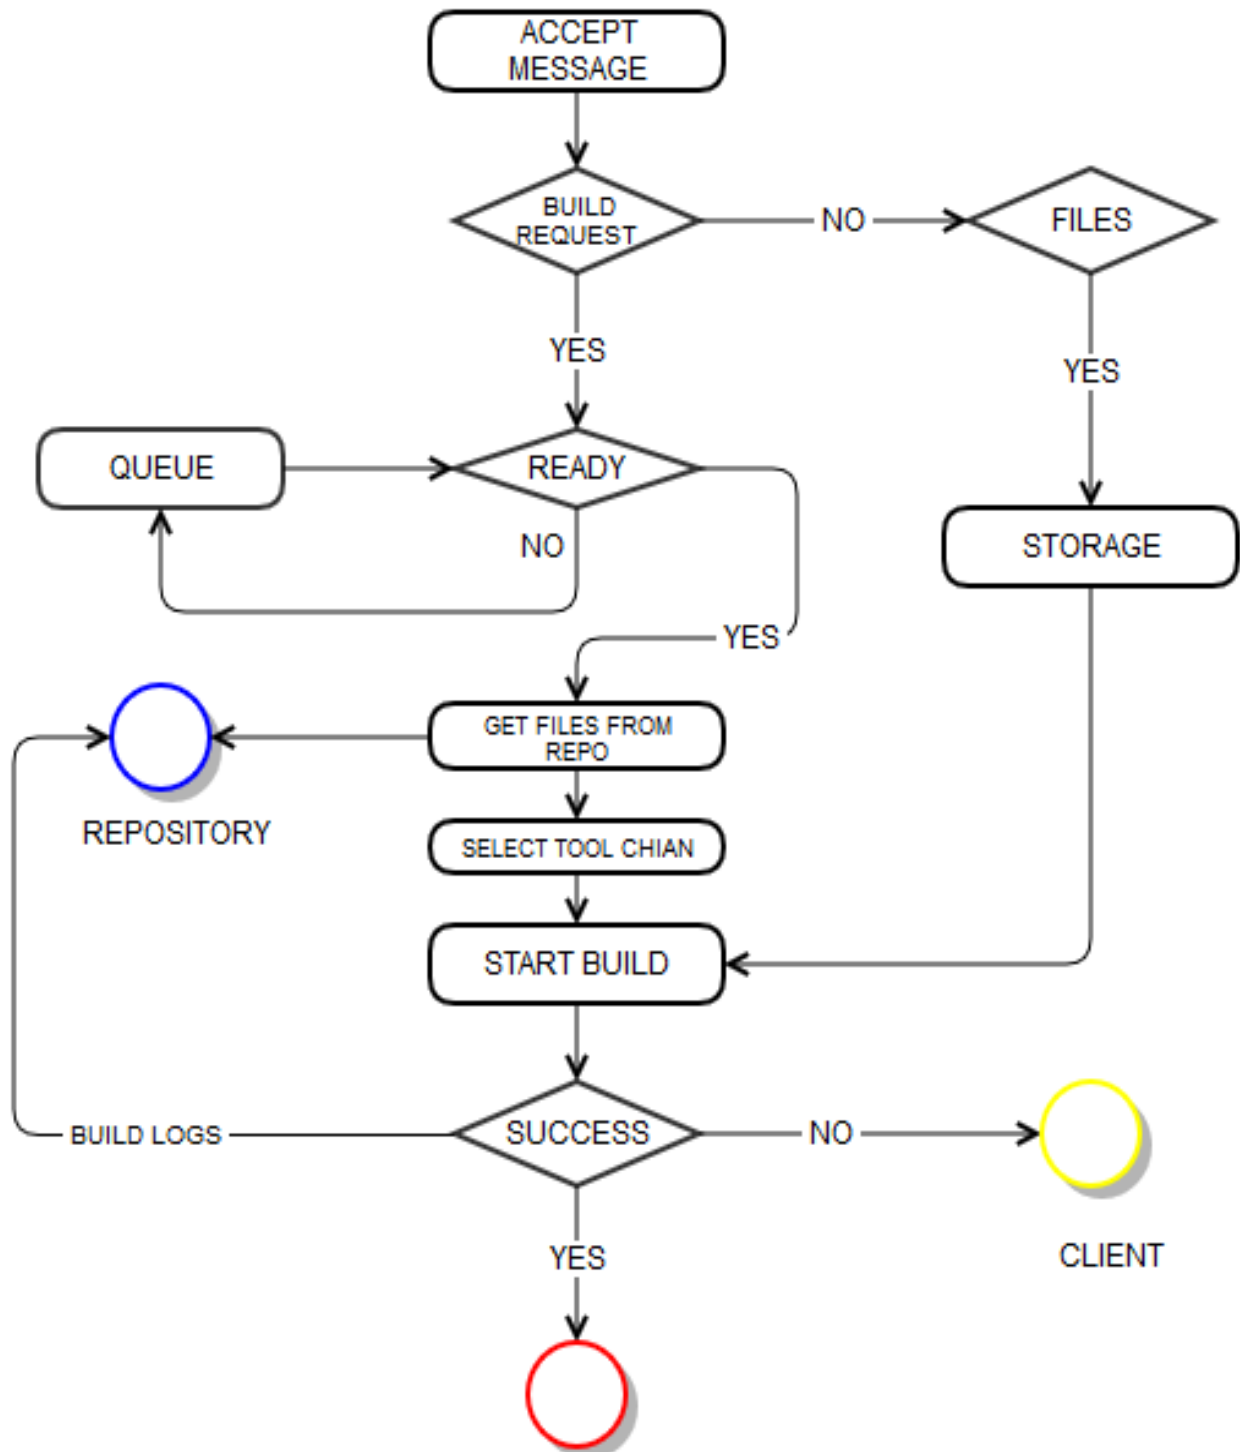 ACCEPT
MESSAGE
BUILD
REQUEST
NO
FILES
YES
YES
QUEUE
READY
NO
STORAGE
YES
GET FILES FROM
REPO
REPOSITORY
SELECT TOOL CHIAN
START BUILD
BUILD LOGS
SUCCESS
NO
YES
CLIENT